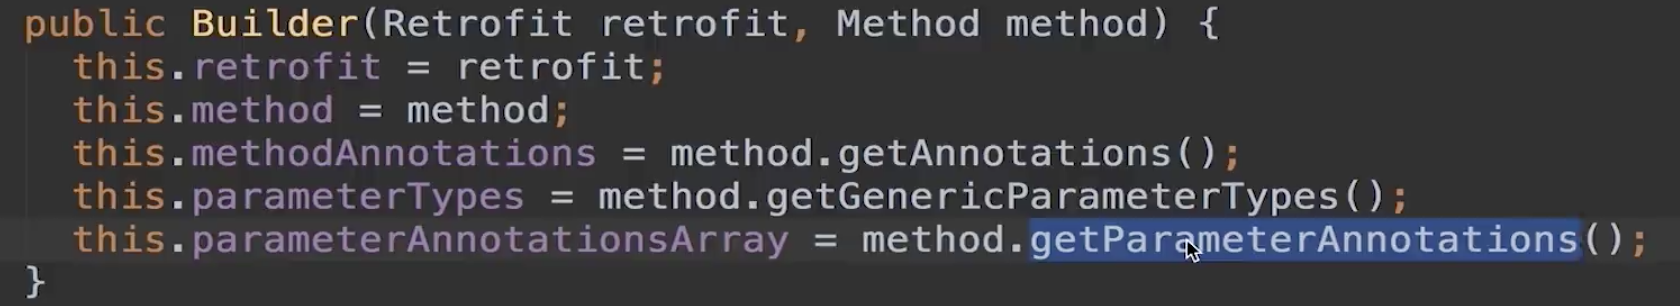 public Builder(Retrofit retrofit, Method method) {
this.retrofit = retrofit;
this.method = method;
this.methodAnnotations = method.getAnnotations();
this.parameterTypes = method.getGenericParameterTypes();
this.parameterAnnotationsArray = method.getParameterAnnotations();
}